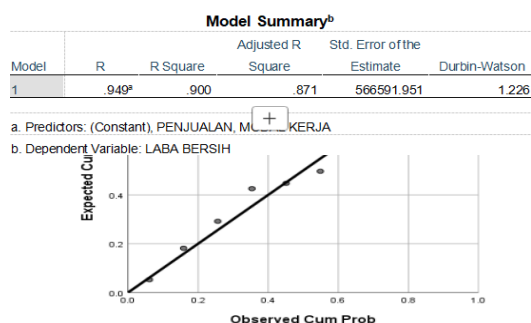 Model Summaryb
Adjusted R Std. Error of the
Model R R Square Square Estimate Durbin-Watson
1 .949a .900 .871 566591.951 1.226
a. Predictors: (Constant), PENJUALAN, KERJA
b. Dependent Variable: LABA BERSIH
Expected
0.4
0.2
0.0
0.0 0.2 0.4 0.6 0.8 1.0
Observed Cum Prob